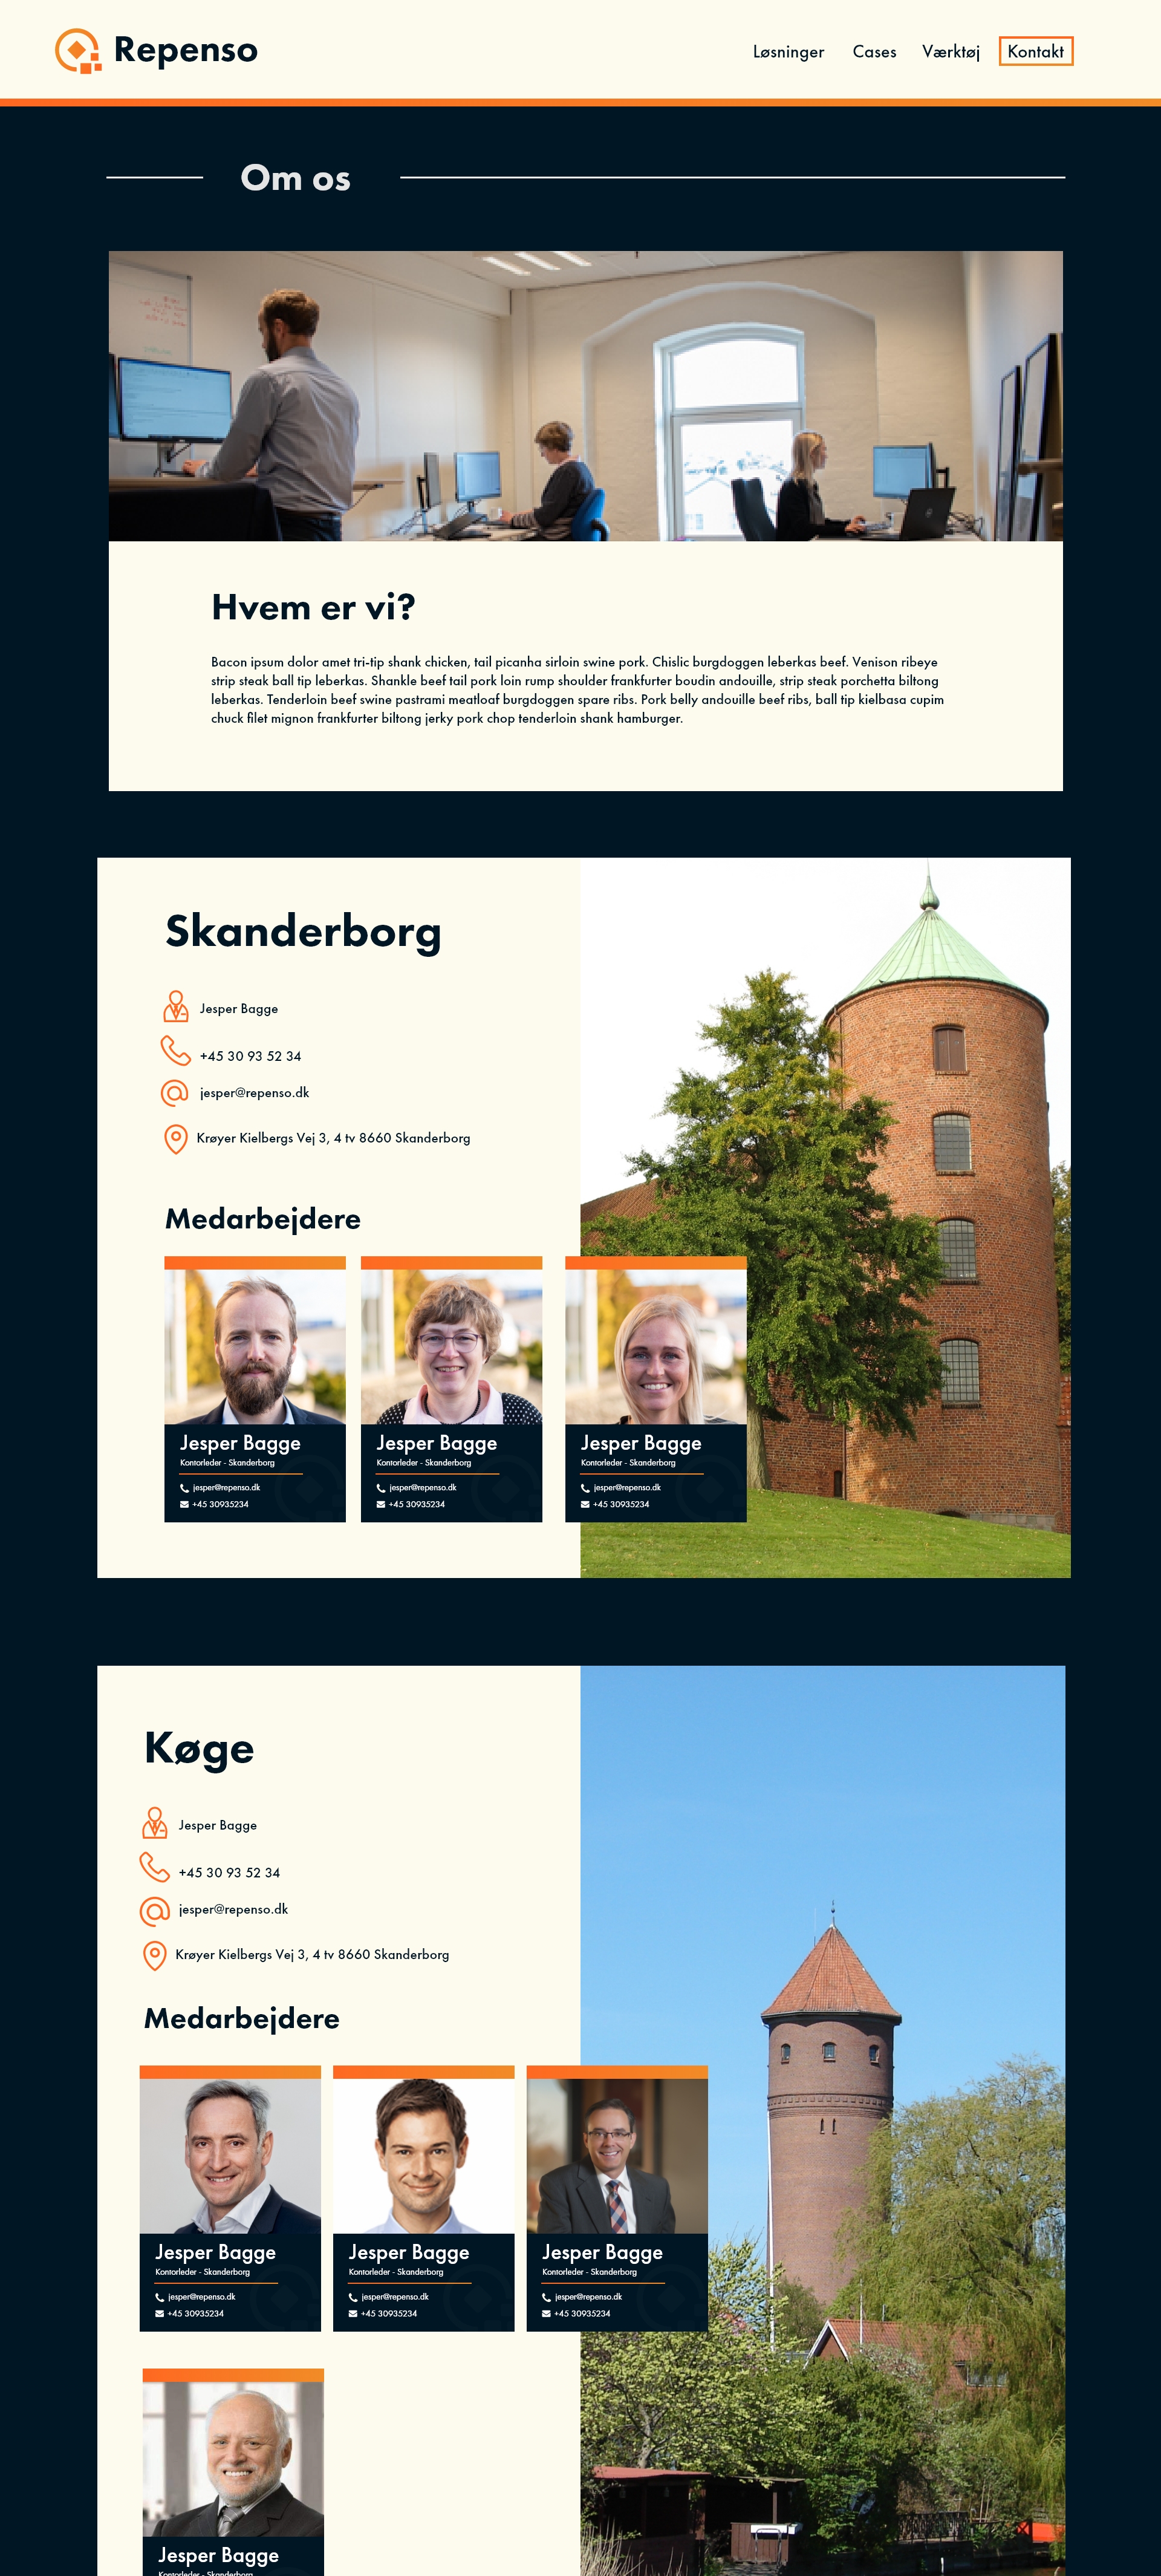 Repenso
Løsninger Cases Værktøj Kontakt
Om os
Hvem er vi?
Bacon ipsum dolor amet tri-tip shank chicken, tail picanha sirloin swine pork. Chislic burgdoggen leberkas beef. Venison ribeye
strip steak ball tip leberkas. Shankle beef tail pork loin rump shoulder frankfurter boudin andouille, strip steak porchetta biltong
leberkas. Tenderloin beef swine pastrami meatloaf burgdoggen spare ribs. Pork belly andouille beef ribs, ball tip kielbasa cupim
chuck filet mignon frankfurter biltong jerky pork chop tenderloin shank hamburger.
Skanderborg
Jesper Bagge
+45 30 93 52 34
jesper@repenso.dk
Krøyer Kielbergs Vej 3, 4 tv 8660 Skanderborg
Medarbejdere
Jesper Bagge
Kontorleder - Skanderborg
jesper@repenso.dk
+45 30935234
Jesper Bagge
Kontorleder - Skanderborg
jesper@repenso.dk
+45 30935234
Jesper Bagge
Kontorleder - Skanderborg
jesper@repenso.dk
+45 30935234
Køge
Jesper Bagge
+45 30 93 52 34
jesper@repenso.dk
Krøyer Kielbergs Vej 3, 4 tv 8660 Skanderborg
Medarbejdere
Jesper Bagge
Kontorleder - Skanderborg
jesper@repenso.dk
+45 30935234
Jesper Bagge
Kontorleder - Skanderborg
jesper@repenso.dk
+45 30935234
Jesper Bagge
Kontorleder - Skanderborg
jesper@repenso.dk
+45 30935234
Jesper Bagge
Kontorleder - Skanderborg